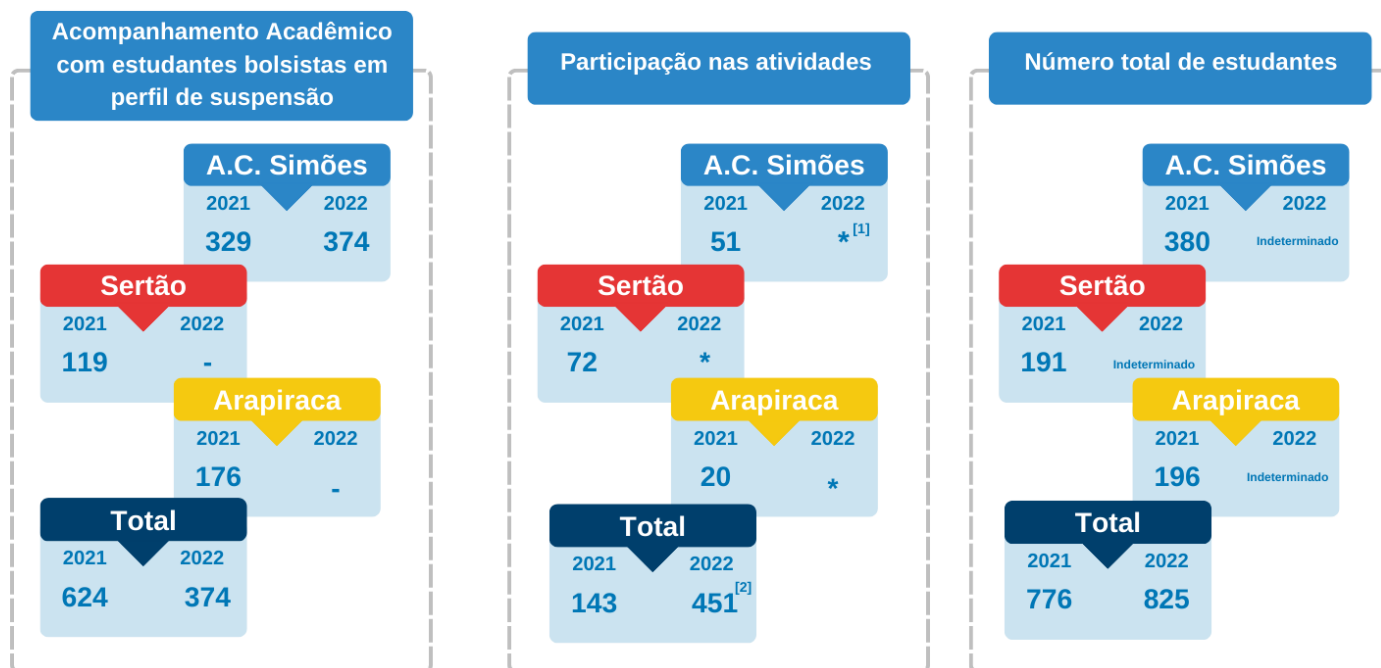 Acompanhamento Acadêmico
com estudantes bolsistas em
perfil de suspensão
A.C. Simões
2021 2022
329 374
Sertão
2021 2022
119 -
Arapiraca
2021 2022
176 -
Total
2021 2022
624 374
Participação nas atividades
A.C. Simões
2021 2022
51 * [1]
Sertão
2021 2022
72 *
Arapiraca
2021 2022
20 *
Total
2021 2022
143 451 [2]
Número total de estudantes
A.C. Simões
2021 2022
380 Indeterminado
Sertão
2021 2022
191 Indeterminado
Arapiraca
2021 2022
196 Indeterminado
Total
2021 2022
776 825